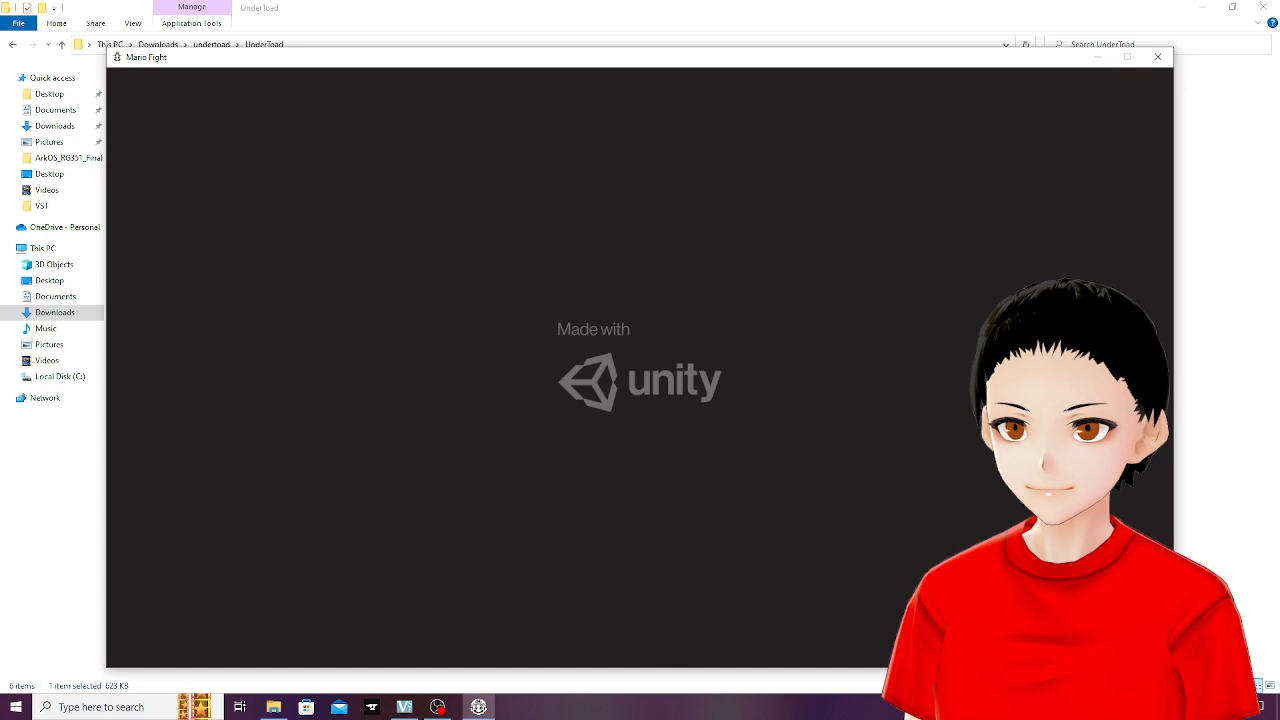 Manage
UnderToad
File
Home
Share
View
Application Tools
This PC
Downloads
undertoad
UnderToad
Search UnderToad
Mario Fight
Quick access
Desktop
Documents
Downloads
Pictures
ArkOS_RG351_Final
Desktop
Videos
VST
OneDrive - Personal
This PC
3D Objects
Desktop
Documents
Downloads
Music
Pictures
Videos
Local Disk (C:)
Network
Made with
unity
6 items
1 item selected
623 KB
Type here to search